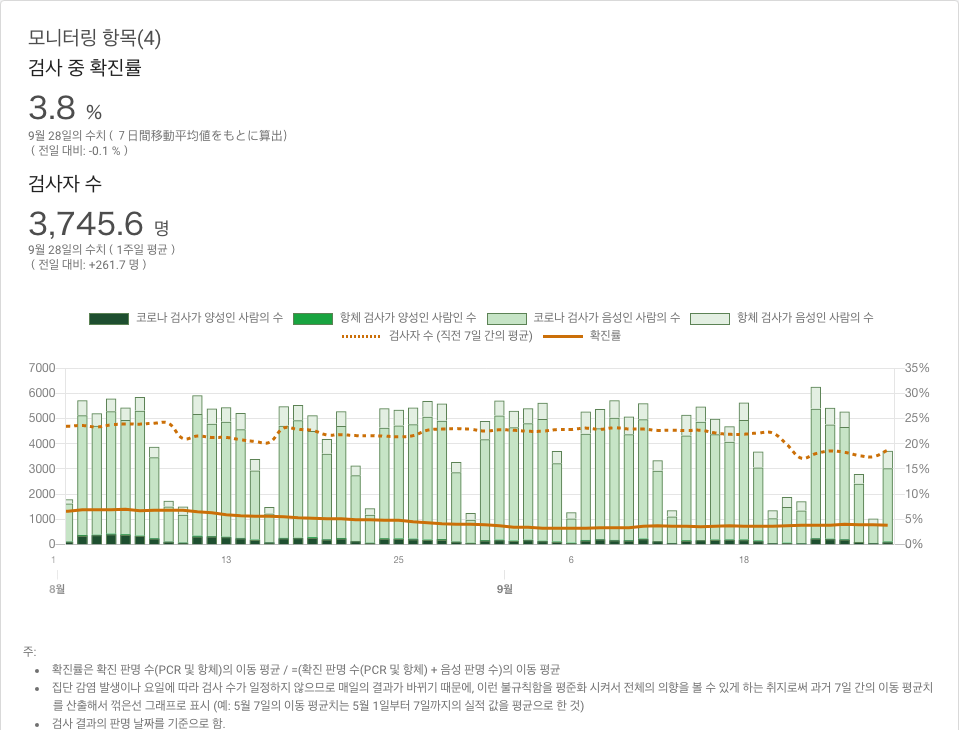 모니터링 항목(4)
검사 중 확진률
3.8 %
9월 28일의 수치 ( 7日間移動平均値をもとに算出)
( 전일 대비: -0.1 % )
검사자 수
3,745.6 명
9월 28일의 수치 ( 1주일 평균 )
( 전일 대비: +261.7 명 )
코로나 검사가 양성인 사람의 수 항체 검사가 양성인 사람인 수 코로나 검사가 음성인 사람의 수 항체 검사가 음성인 사람의 수
검사자 수 (직전 7일 간의 평균) 확진률
7000 35%
6000 30%
5000 25%
4000 20%
3000 15%
2000 10%
1000 5%
0 0%
1 13 25 6 18
8월 9월
주:
• 확진률은 확진 판명 수(PCR 및 항체)의 이동 평균 / =(확진 판명 수(PCR 및 항체) + 음성 판명 수)의 이동 평균
• 집단 감염 발생이나 요일에 따라 검사 수가 일정하지 않으므로 매일의 결과가 바뀌기 때문에, 이런 불규칙함을 평준화 시켜서 전체의 의향을 볼 수 있게 하는 취지로써 과거 7일 간의 이동 평균치
를 산출해서 꺾은선 그래프로 표시 (예: 5월 7일의 이동 평균치는 5월 1일부터 7일까지의 실적 값을 평균으로 한 것)
• 검사 결과의 판명 날짜를 기준으로 함.